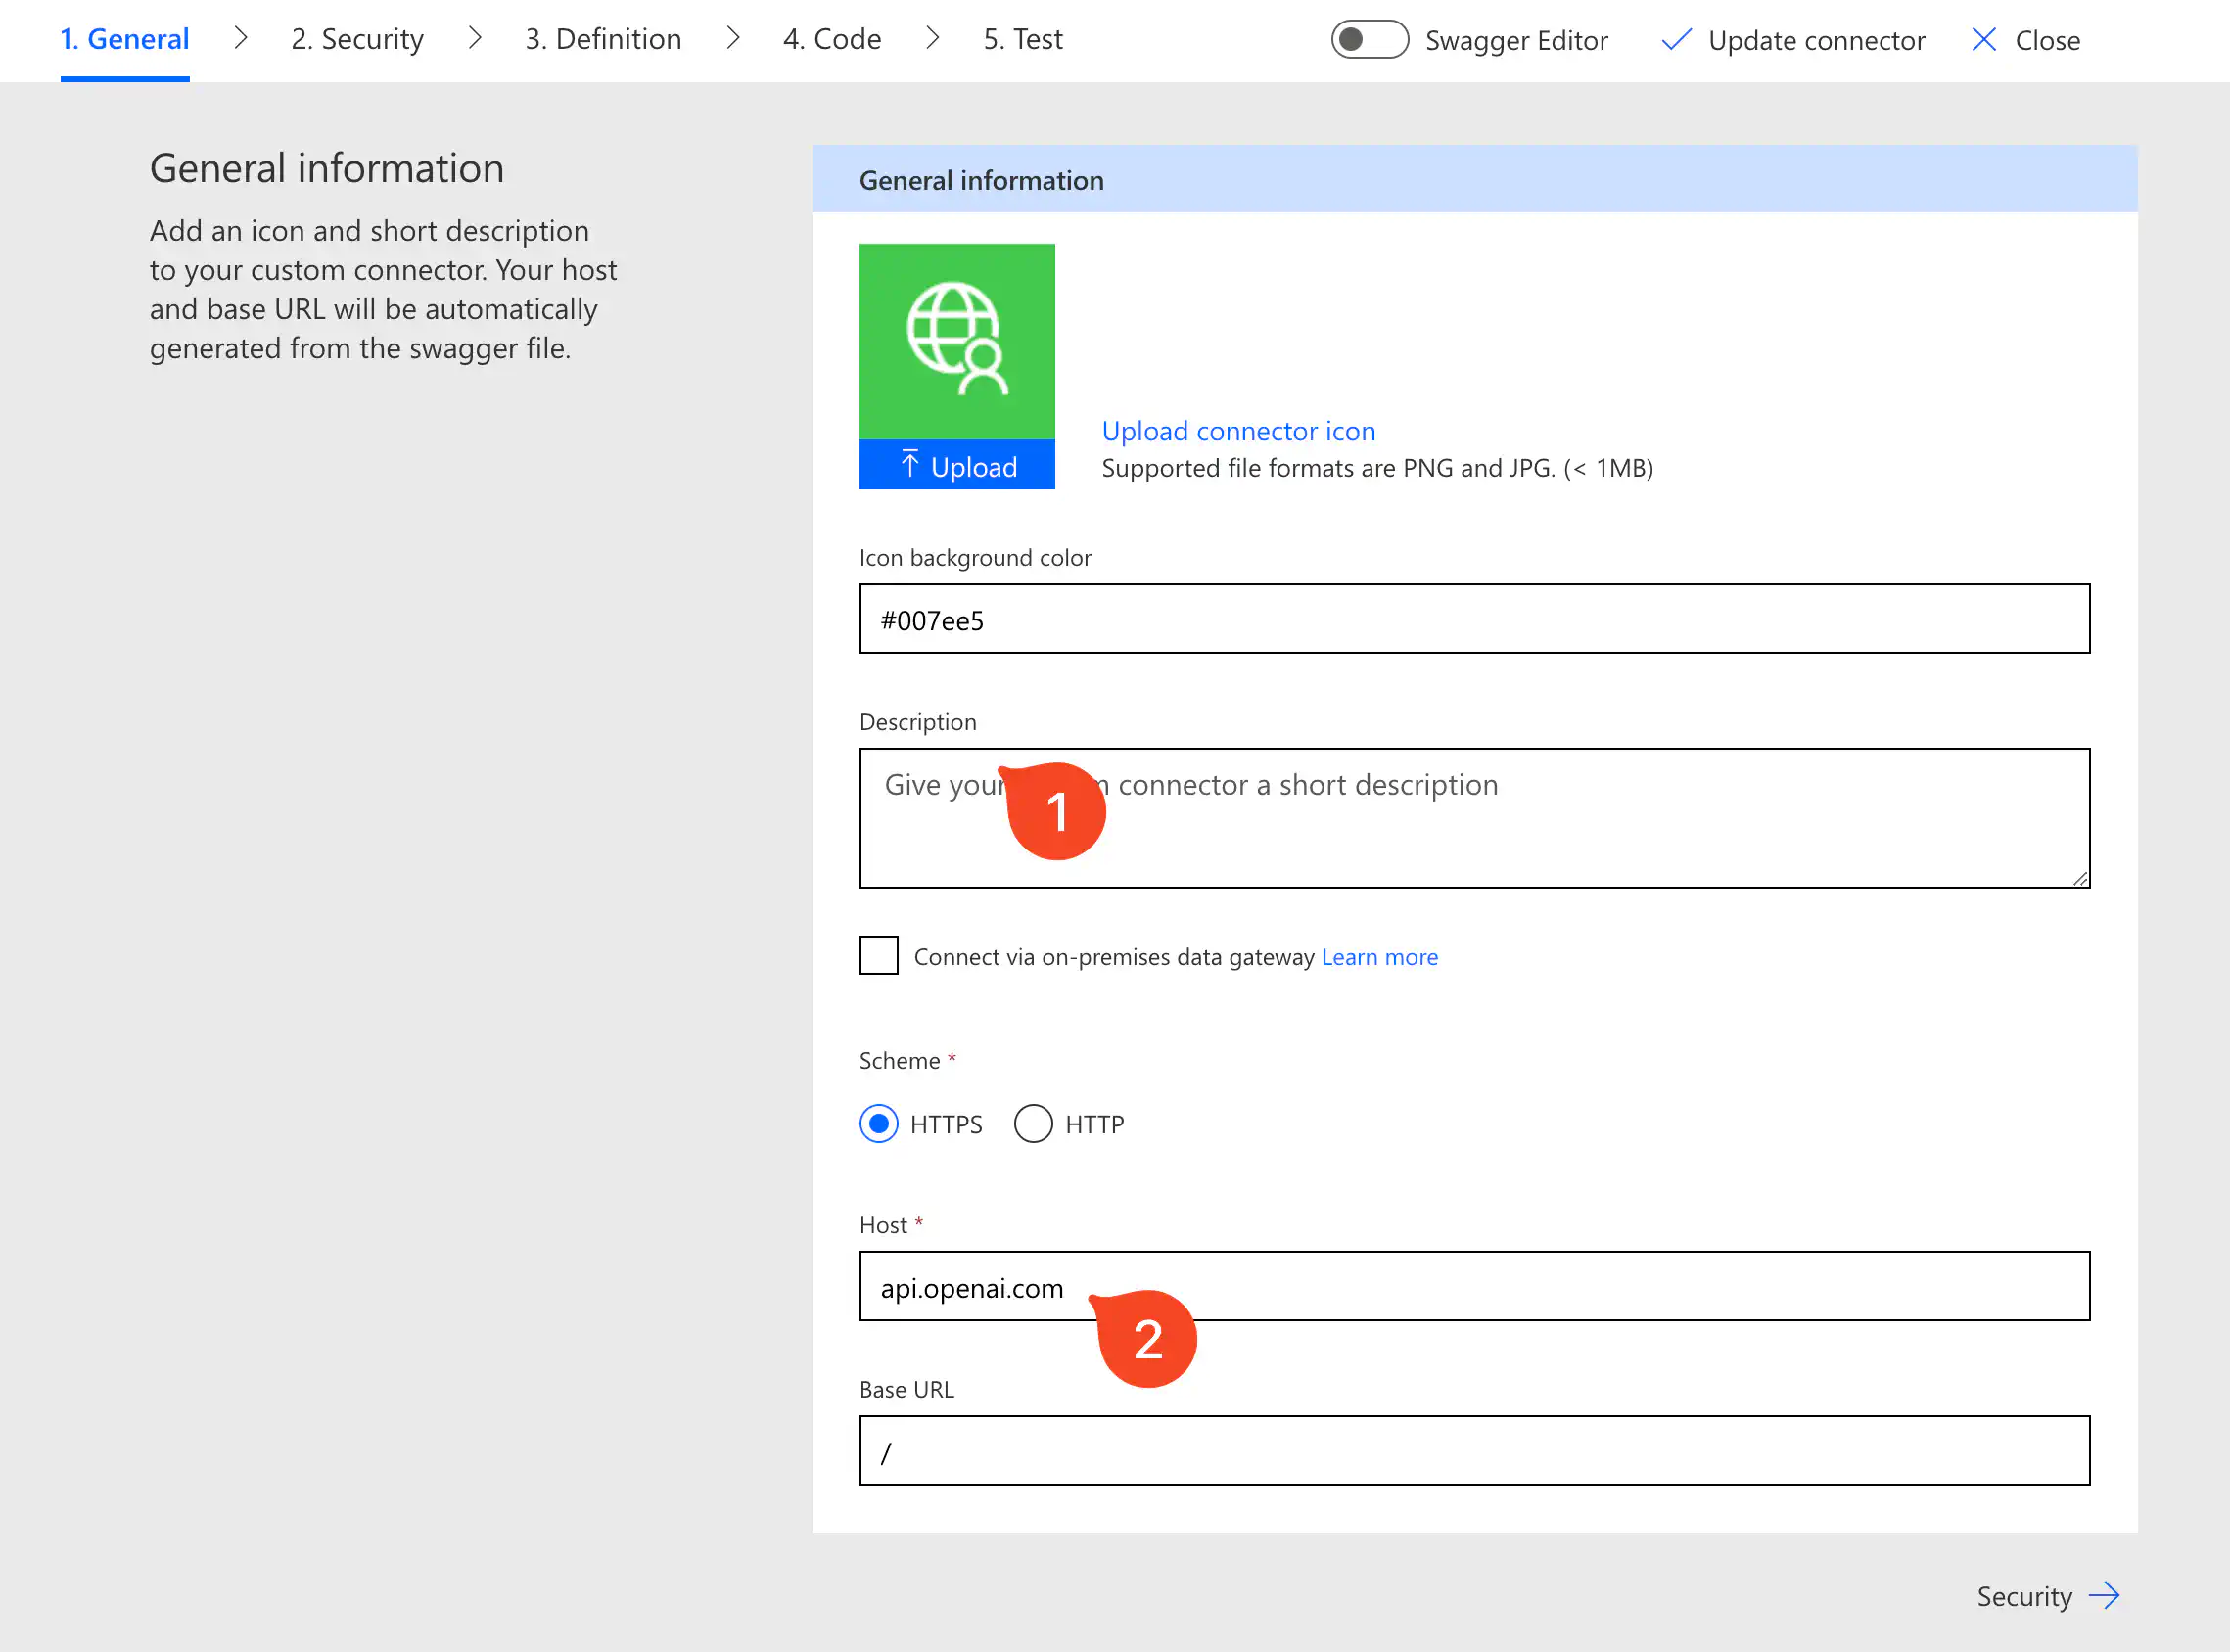 1. General > 2. Security > 3. Definition > 4. Code > 5. Test Swagger Editor Update connector Close
General information
Add an icon and short description
to your custom connector. Your host
and base URL will be automatically
generated from the swagger file.
General information
Upload
Upload connector icon
Supported file formats are PNG and JPG. (< 1MB)
Icon background color
#007ee5
Description
Give your connector a short description
1
Connect via on-premises data gateway Learn more
Scheme *
HTTPS HTTP
Host *
api.openai.com
2
Base URL
/
Security